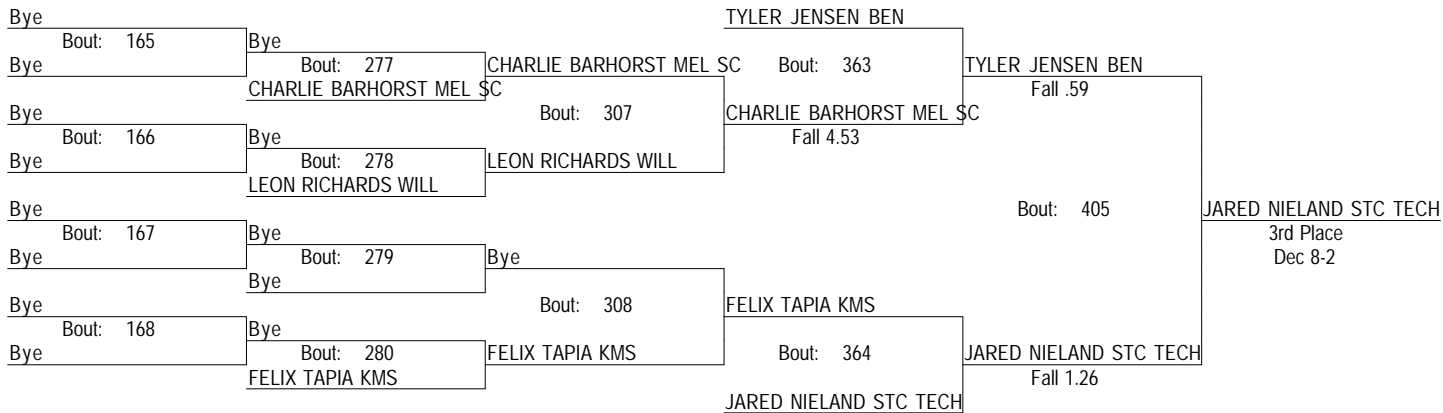 Bye TYLER JENSEN BEN
Bout: 165 Bye
Bye Bout: 277 CHARLIE BARHORST MEL SC Bout: 363 TYLER JENSEN BEN
CHARLIE BARHORST MEL SC Fall .59
Bout: 307
Bye CHARLIE BARHORST MEL SC
Bout: 166 Bye Fall 4.53
Bye Bout: 278 LEON RICHARDS WILL
LEON RICHARDS WILL
Bye Bout: 405 JARED NIELAND STC TECH
Bout: 167 Bye 3rd Place
Bye Bout: 279 Bye Dec 8-2
Bye
Bye Bout: 308 FELIX TAPIA KMS
Bout: 168 Bye
Bye Bout: 280 FELIX TAPIA KMS Bout: 364 JARED NIELAND STC TECH
FELIX TAPIA KMS Fall 1.26
JARED NIELAND STC TECH